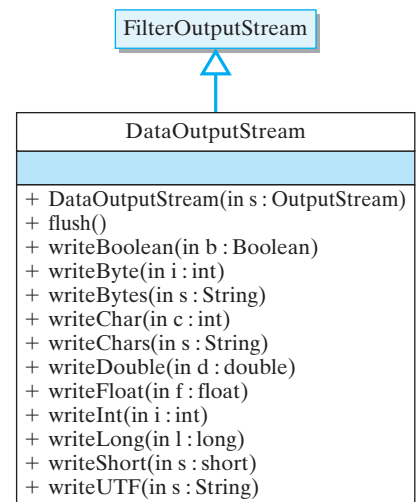 FilterOutputStream
DataOutputStream
+ DataOutputStream(in s : OutputStream)
+ flush()
+ writeBoolean(in b : Boolean)
+ writeByte(in i : int)
+ writeBytes(in s : String)
+ writeChar(in c : int)
+ writeChars(in s : String)
+ writeDouble(in d : double)
+ writeFloat(in f : float)
+ writeInt(in i : int)
+ writeLong(in l : long)
+ writeShort(in s : short)
+ writeUTF(in s : String)